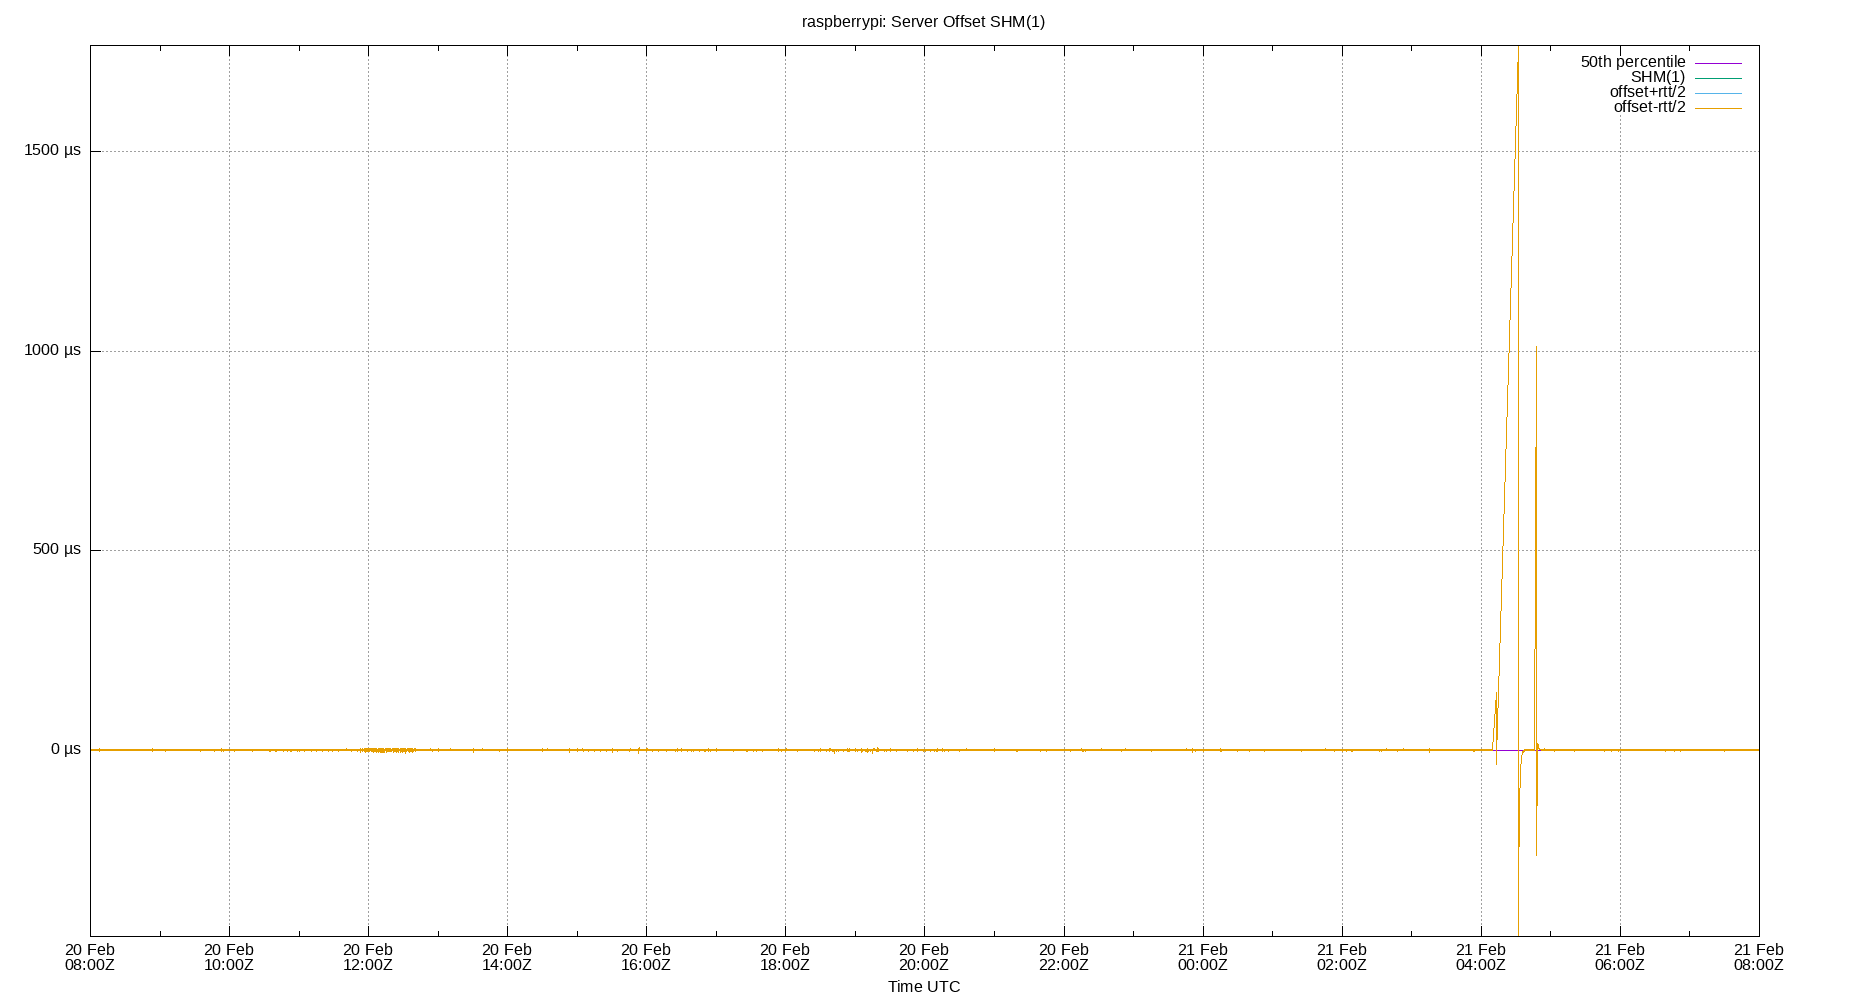 raspberrypi: Server Offset SHM(1)
50th percentile
SHM(1)
offset+rtt/2
offset-rtt/2
1500 µs
1000 µs
500 µs
0 µs
20 Feb 20 Feb 20 Feb 20 Feb 20 Feb 20 Feb 20 Feb 20 Feb 21 Feb 21 Feb 21 Feb 21 Feb 21 Feb
08:00Z 10:00Z 12:00Z 14:00Z 16:00Z 18:00Z 20:00Z 22:00Z 00:00Z 02:00Z 04:00Z 06:00Z 08:00Z
Time UTC